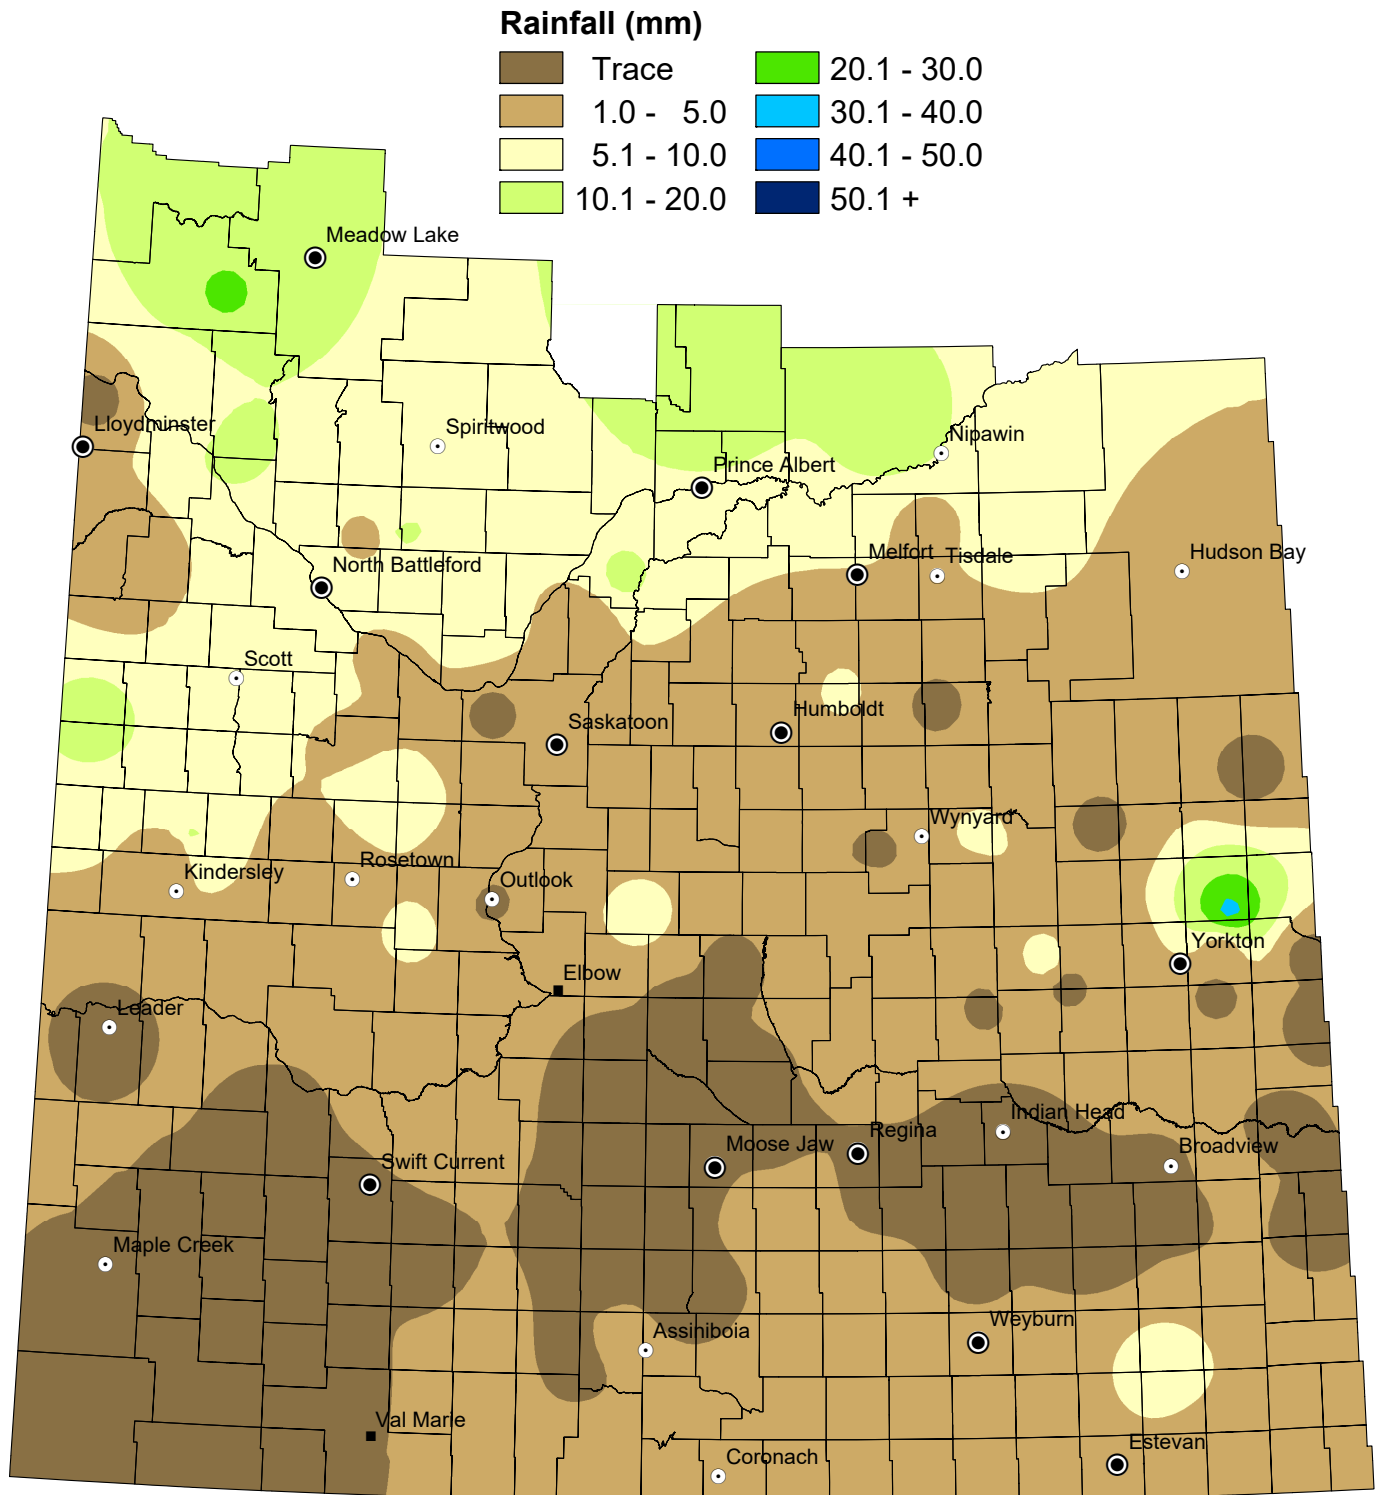 Rainfall (mm)
Trace
20.1 - 30.0
1.0 - 5.0
30.1 - 40.0
5.1 - 10.0
40.1 - 50.0
10.1 - 20.0
50.1 +
Meadow Lake
Lloydminster
Spiritwood
Nipawin
Prince Albert
North Battleford
Melfort
Tisdale
Hudson Bay
Scott
Saskatoon
Humboldt
Wynyard
Kindersley
Rosetown
Outlook
Yorkton
Elbow
Leader
Indian Head
Regina
Moose Jaw
Broadview
Swift Current
Maple Creek
Weyburn
Assiniboia
Val Marie
Estevan
Coronach